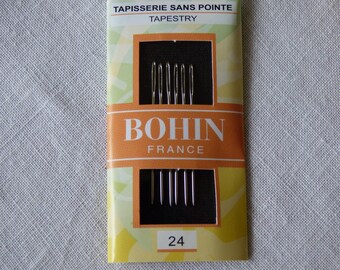 TAPISSERIE SANS POINTE
TAPESTRY
BOHIN
FRANCE
24